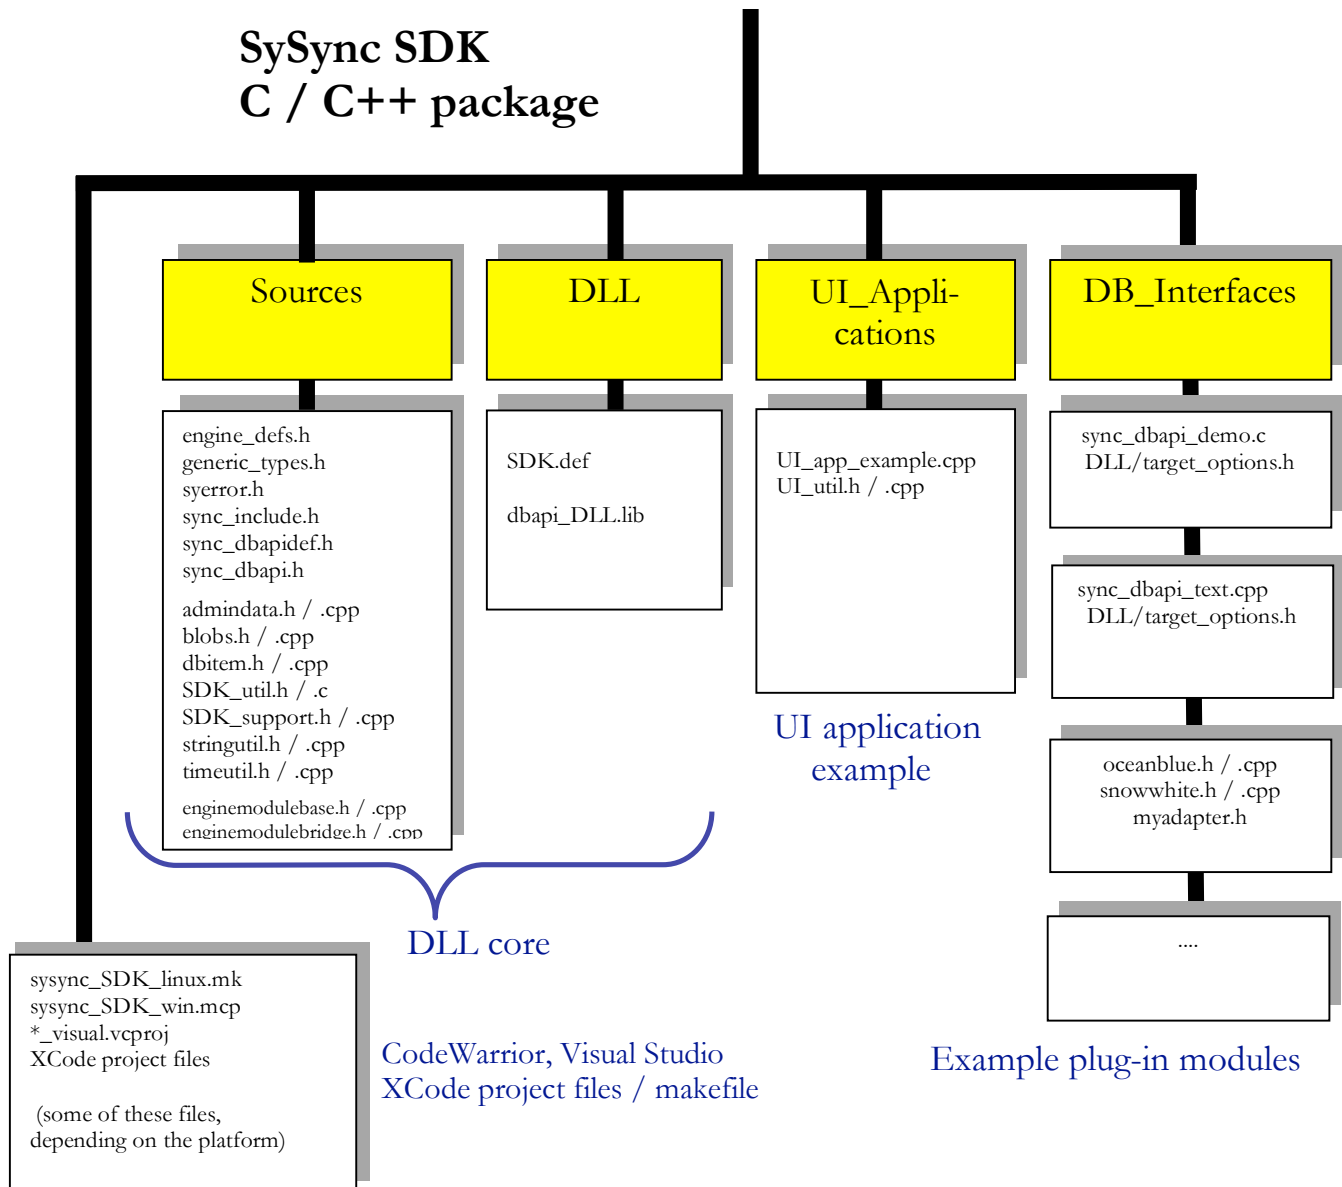 SySync SDK
C / C++ package
Sources
DLL
UI_Appli-
cations
DB_Interfaces
engine_defs.h
generic_types.h
syerror.h
sync_include.h
sync_dbapidef.h
sync_dbapi.h
admindata.h / .cpp
blobs.h / .cpp
dbitem.h / .cpp
SDK_util.h / .c
SDK_support.h / .cpp
stringutil.h / .cpp
timeutil.h / .cpp
enginemodulebase.h / .cpp
enginemodulebridge.h / .cpp
SDK.def
dbapi_DLL.lib
UI_app_example.cpp
UI_util.h / .cpp
UI application
example
sync_dbapi_demo.c
DLL/target_options.h
sync_dbapi_text.cpp
DLL/target_options.h
oceanblue.h / .cpp
snowwhite.h / .cpp
myadapter.h
....
DLL core
Example plug-in modules
sysync_SDK_linux.mk
sysync_SDK_win.mcp
*_visual.vcproj
XCode project files
(some of these files,
depending on the platform)
CodeWarrior, Visual Studio
XCode project files / makefile